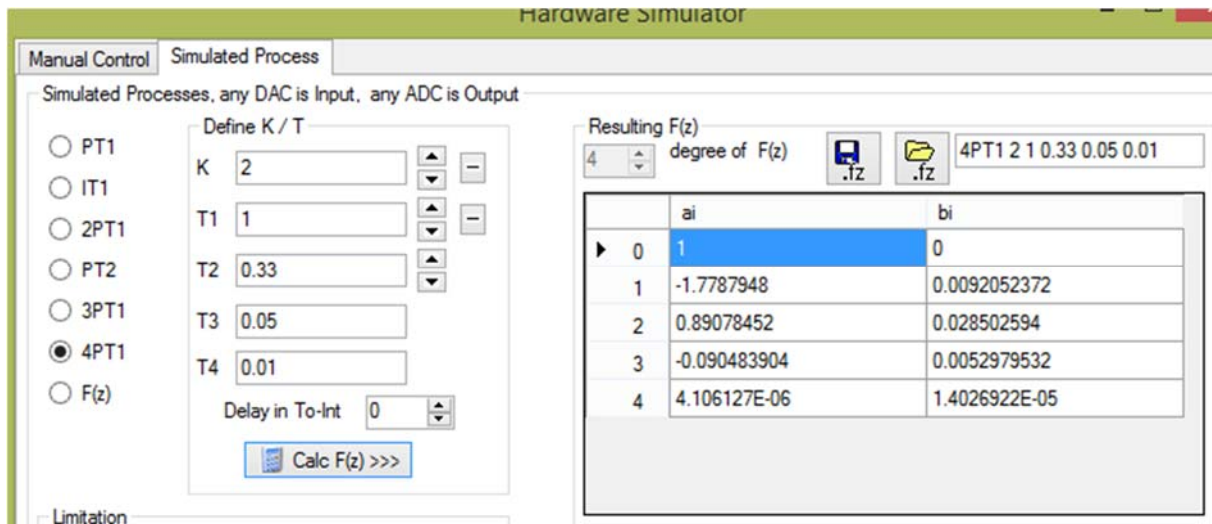 Hardware Simulator
Manual Control Simulated Process
Simulated Processes, any DAC is Input, any ADC is Output
PT1
IT1
2PT1
PT2
3PT1
4PT1
F(z)
Define K / T
K 2
T1 1
T2 0.33
T3 0.05
T4 0.01
Delay in To-Int 0
Calc F(z) >>>
Resulting F(z)
4 degree of F(z) .fz .fz 4PT1 2 1 0.33 0.05 0.01
ai bi
0 1 0
1 -1.7787948 0.0092052372
2 0.89078452 0.028502594
3 -0.090483904 0.0052979532
4 4.106127E-06 1.4026922E-05
Limitation